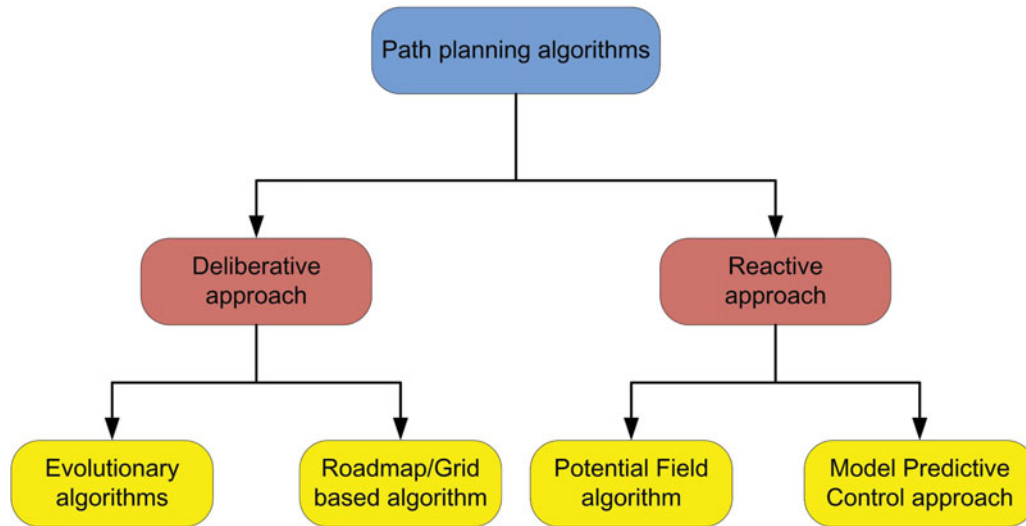 Path planning algorithms
Deliberative
approach
Reactive
approach
Evolutionary
algorithms
Roadmap/Grid
based algorithm
Potential Field
algorithm
Model Predictive
Control approach